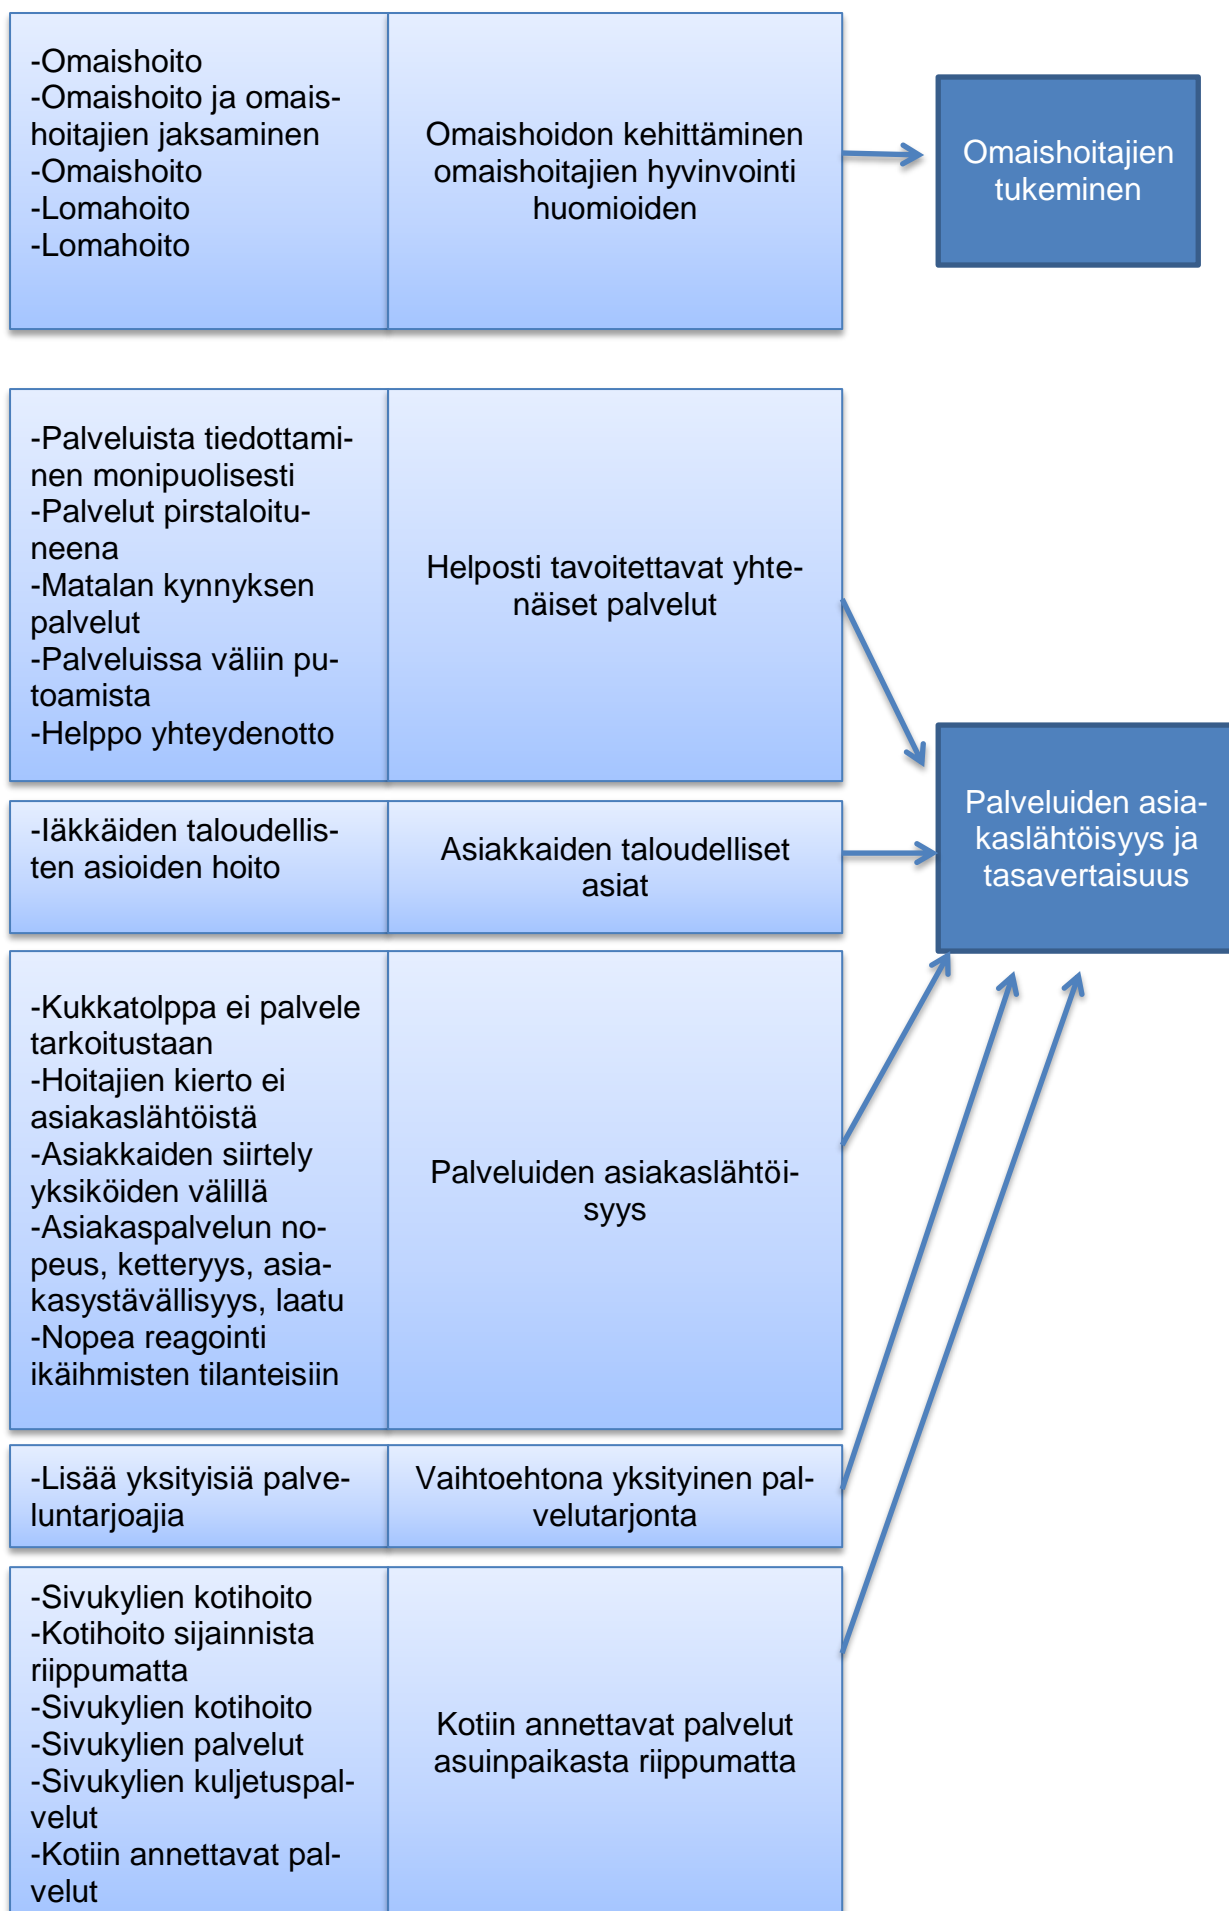 -Omaishoito
-Omaishoito ja omais-
hoitajien jaksaminen
-Omaishoito
-Lomahoito
-Lomahoito
Omaishoidon kehittäminen
omaishoitajien hyvinvointi
huomioiden
Omaishoitajien
tukeminen
-Palveluista tiedottami-
nen monipuolisesti
-Palvelut pirstaloitu-
neena
-Matalan kynnyksen
palvelut
-Palveluissa väliin pu-
toamista
-Helppo yhteydenotto
Helposti tavoitettavat yhte-
näiset palvelut
-Iäkkäiden taloudellis-
ten asioiden hoito
Asiakkaiden taloudelliset
asiat
Palveluiden asia-
kaslähtöisyys ja
tasavertaisuus
-Kukkatolppa ei palvele
tarkoitustaan
-Hoitajien kierto ei
asiakaslähtöistä
-Asiakkaiden siirtely
yksiköiden välillä
-Asiakaspalvelun no-
peus, ketteryys, asia-
kasystävällisyys, laatu
-Nopea reagointi
ikäihmisten tilanteisiin
Palveluiden asiakaslähtöi-
syys
-Lisää yksityisiä palve-
luntarjoajia
Vaihtoehtona yksityinen pal-
velutarjonta
-Sivukylien kotihoito
-Kotihoito sijainnista
riippumatta
-Sivukylien kotihoito
-Sivukylien palvelut
-Sivukylien kuljetuspal-
velut
-Kotiin annettavat pal-
velut
Kotiin annettavat palvelut
asuinpaikasta riippumatta